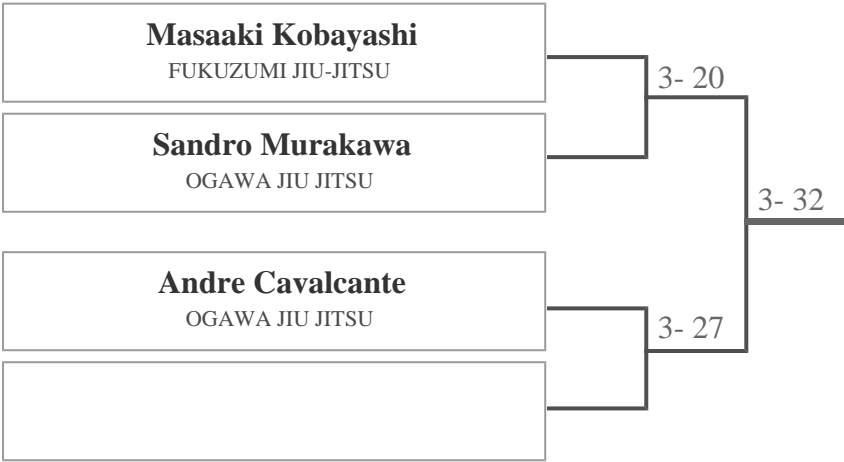 Masaaki Kobayashi
FUKUZUMI JIU-JITSU
3- 20
Sandro Murakawa
OGAWA JIU JITSU
3- 32
Andre Cavalcante
OGAWA JIU JITSU
3- 27